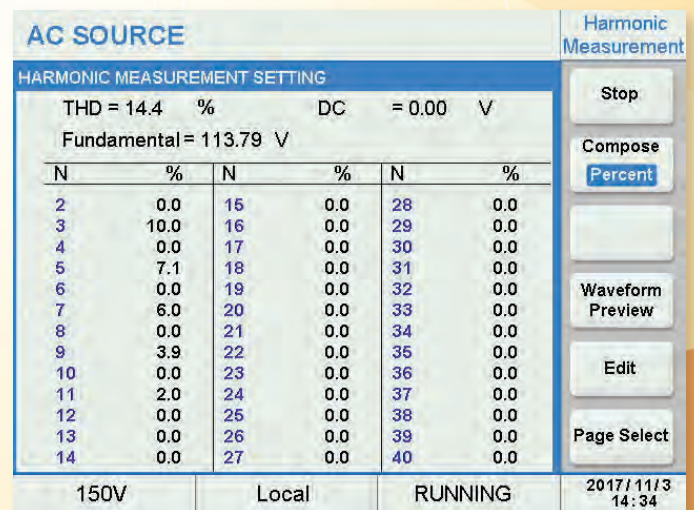 AC SOURCE
Harmonic
Measurement
HARMONIC MEASUREMENT SETTING
THD = 14.4 % DC = 0.00 V
Fundamental = 113.79 V
N % N % N %
2 0.0 15 0.0 28 0.0
3 10.0 16 0.0 29 0.0
4 0.0 17 0.0 30 0.0
5 7.1 18 0.0 31 0.0
6 0.0 19 0.0 32 0.0
7 6.0 20 0.0 33 0.0
8 0.0 21 0.0 34 0.0
9 3.9 22 0.0 35 0.0
10 0.0 23 0.0 36 0.0
11 2.0 24 0.0 37 0.0
12 0.0 25 0.0 38 0.0
13 0.0 26 0.0 39 0.0
14 0.0 27 0.0 40 0.0
Stop
Compose
Percent
Waveform
Preview
Edit
Page Select
150V Local RUNNING
2017/11/3
14:34